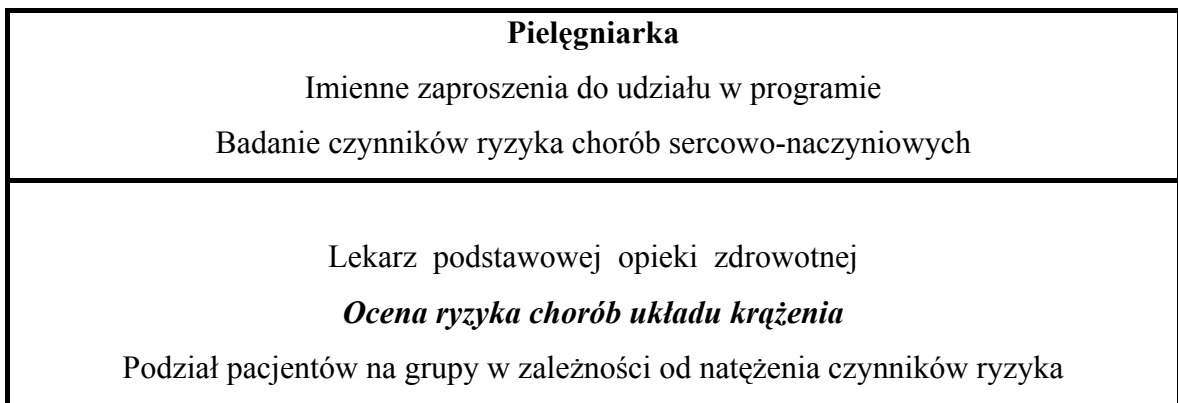 Pielęgniarka
Imienne zaproszenia do udziału w programie
Badanie czynników ryzyka chorób sercowo-naczyniowych
Lekarz podstawowej opieki zdrowotnej
Ocena ryzyka chorób układu krążenia
Podział pacjentów na grupy w zależności od natężenia czynników ryzyka